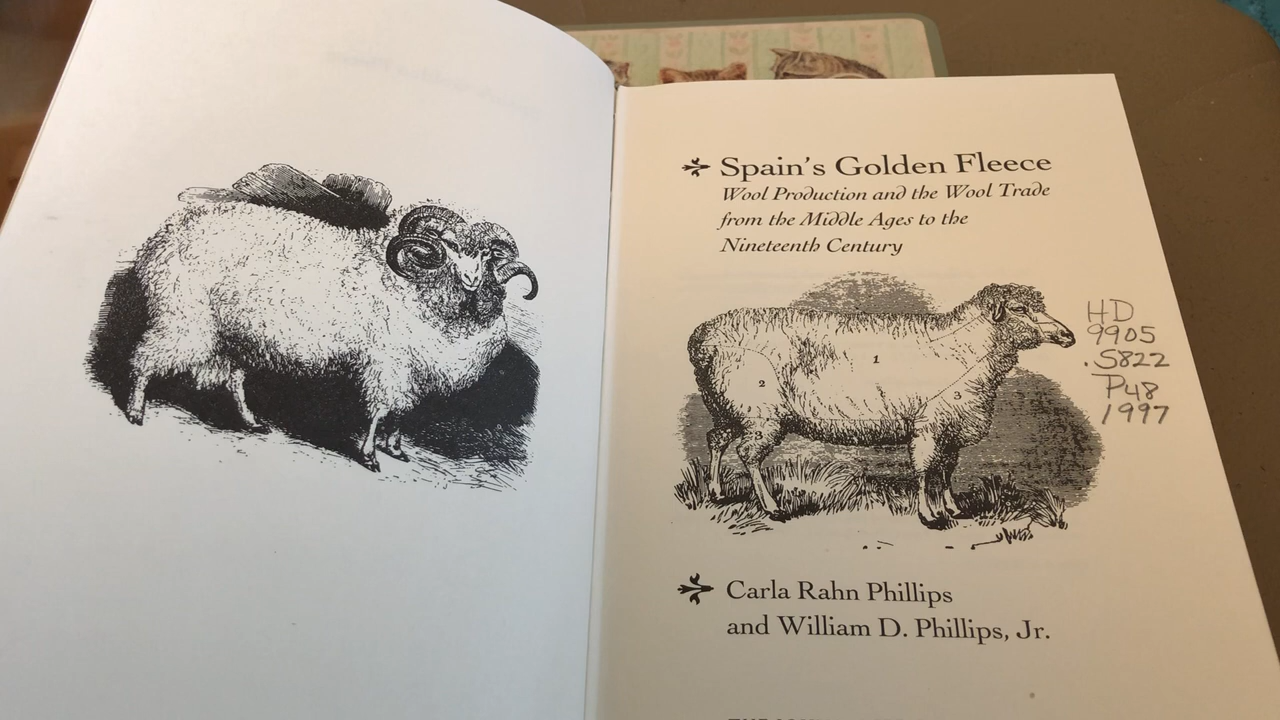 Spain's Golden Fleece
Wool Production and the Wool Trade
from the Middle Ages to the
Nineteenth Century
HD
9905
.S822
P48
1997
1
2
3
Carla Rahn Phillips
and William D. Phillips, Jr.